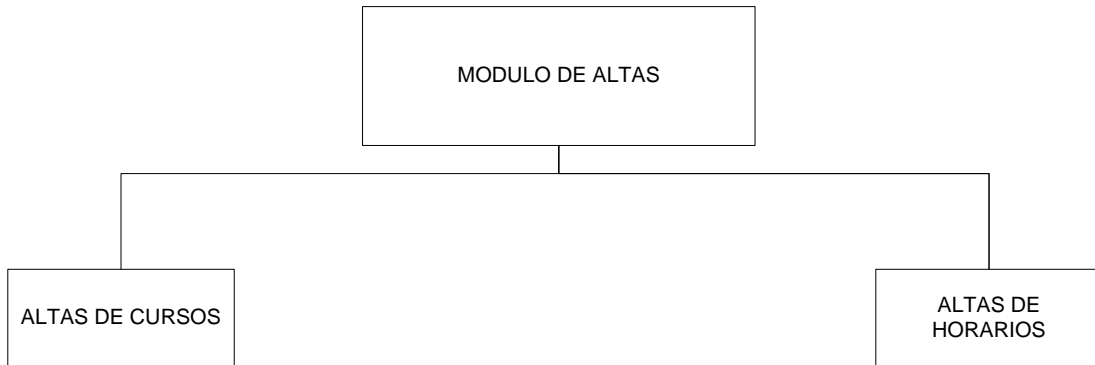 MODULO DE ALTAS
ALTAS DE CURSOS
ALTAS DE
HORARIOS